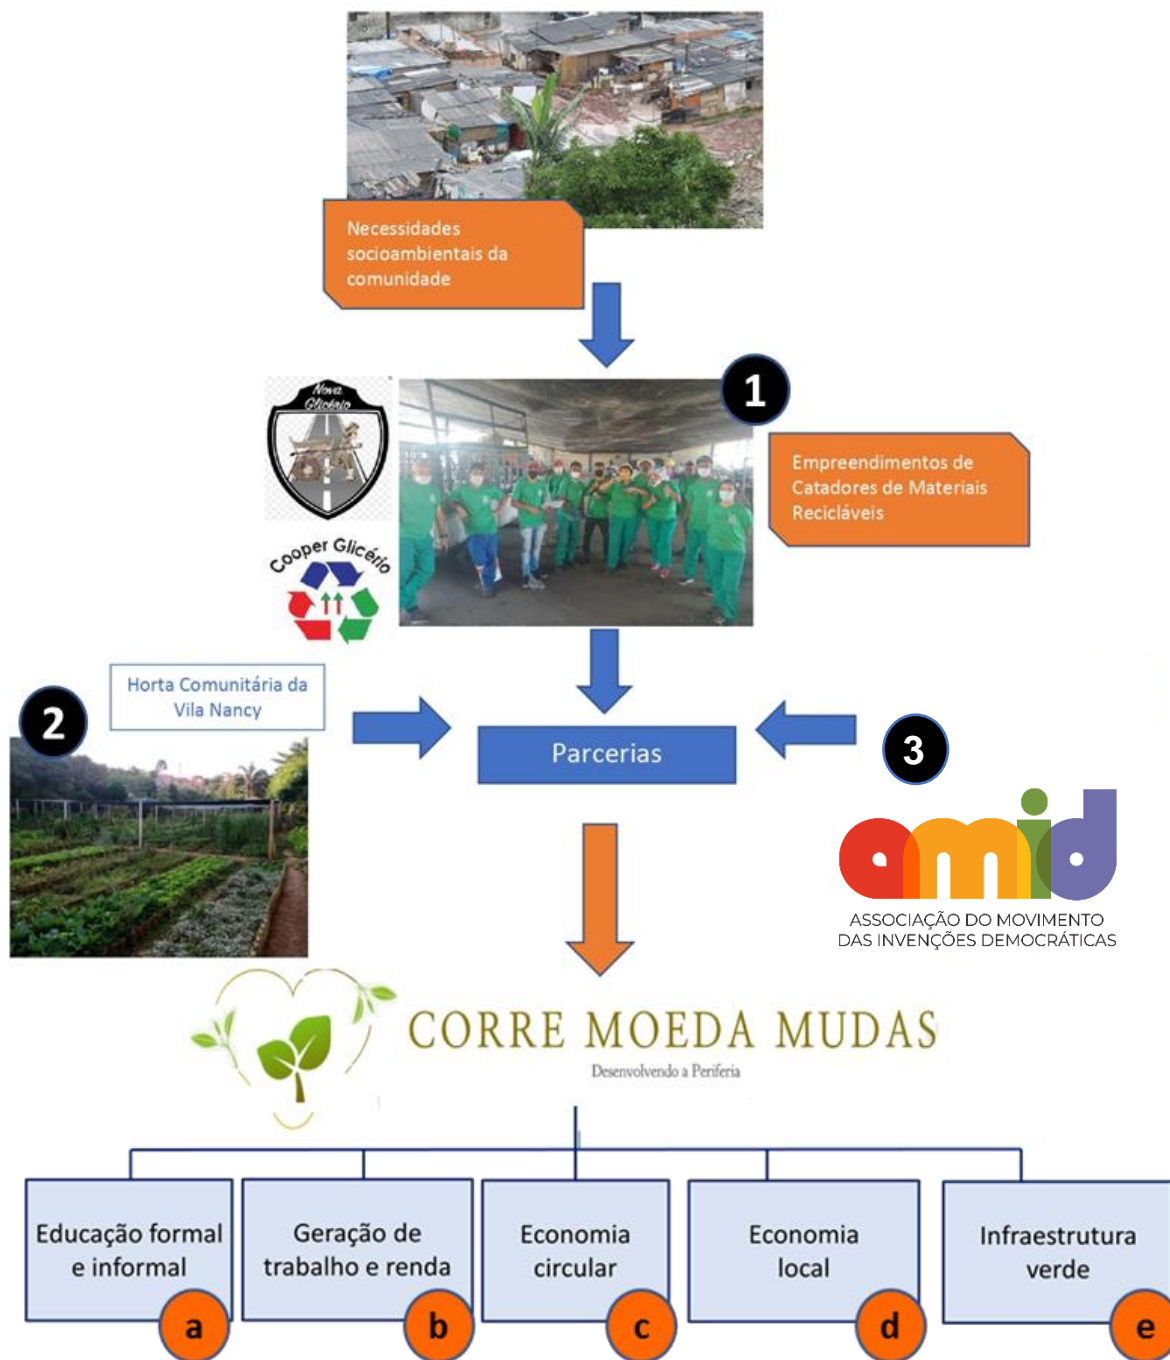 Necessidades
socioambientais da
comunidade
1
Nova
Glicério
Empreendimentos de
Catadores de Materiais
Recicláveis
Cooper Glicério
Horta Comunitária da
Vila Nancy
2
Parcerias
3
amid
ASSOCIAÇÃO DO MOVIMENTO
DAS INVENÇÕES DEMOCRÁTICAS
CORRE MOEDA MUDAS
Desenvolvendo a Periferia
Educação formal
e informal
a
Geração de
trabalho e renda
b
Economia
circular
c
Economia
local
d
Infraestrutura
verde
e